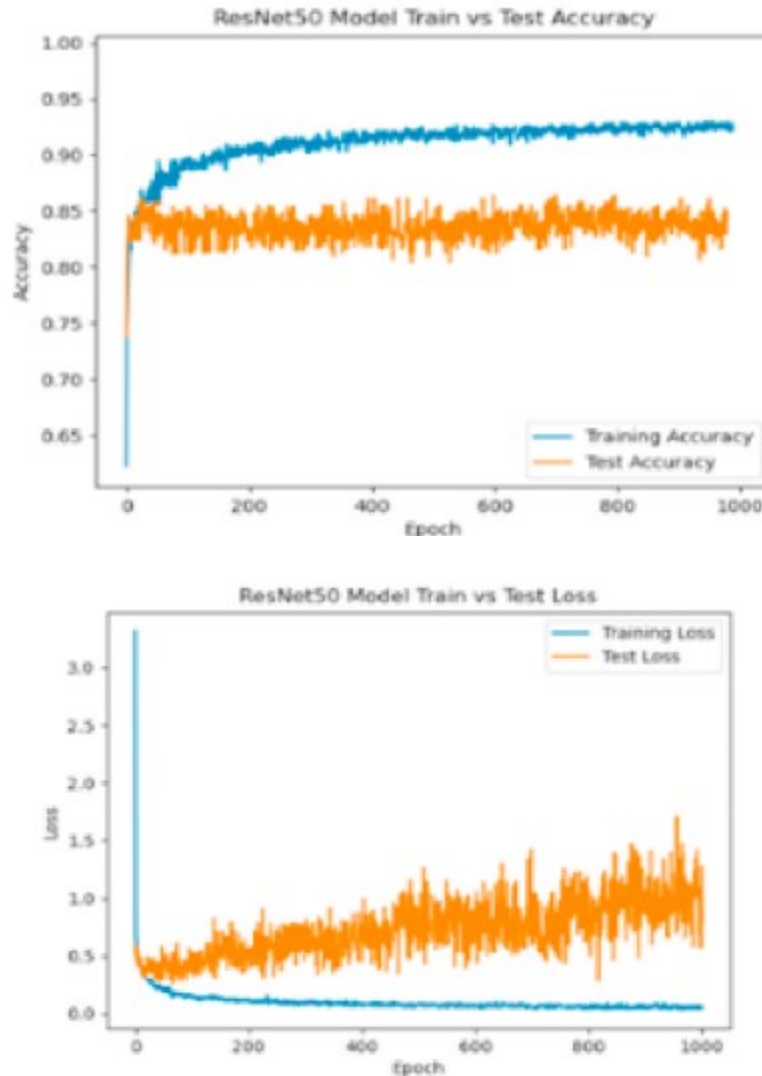 ResNet50 Model Train vs Test Accuracy
1.00
0.95
0.90
0.85
0.80
0.75
0.70
0.65
Accuracy
Training Accuracy
Test Accuracy
0 200 400 600 800 1000
Epoch
ResNet50 Model Train vs Test Loss
Training Loss
Test Loss
3.0
2.5
2.0
1.5
1.0
0.5
0.0
Loss
0 200 400 600 800 1000
Epoch